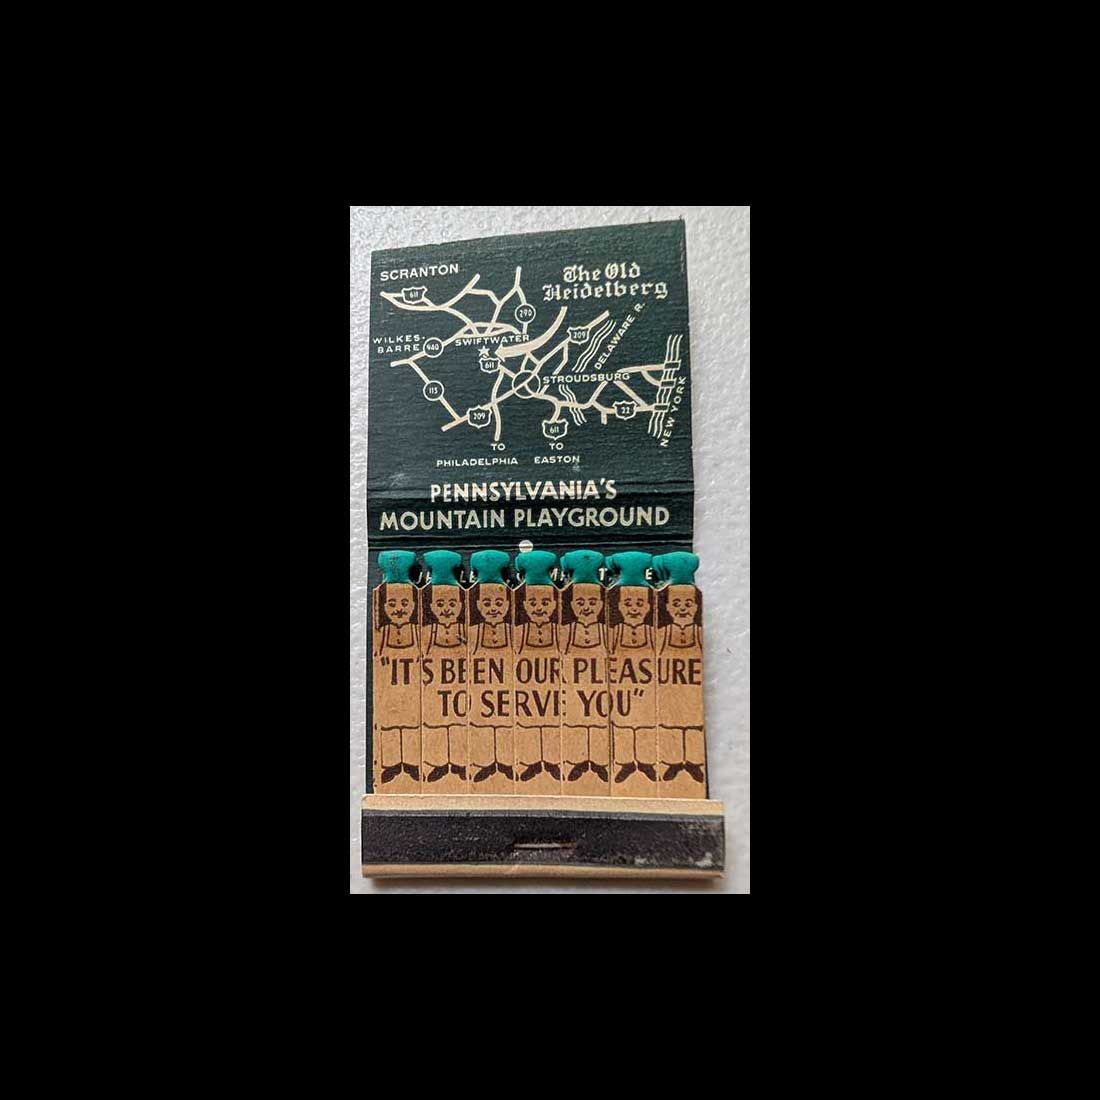 SCRANTON
The Old
Heidelberg
611
290
DELAWARE R.
WILKES-
BARRE
440
SWIFTWATER
209
611
STROUDSBURG
115
209
22
611
NEW YORK
TO
PHILADELPHIA
TO
EASTON
PENNSYLVANIA'S
MOUNTAIN PLAYGROUND
"IT'S BEEN OUR PLEASURE
TO SERVE YOU"